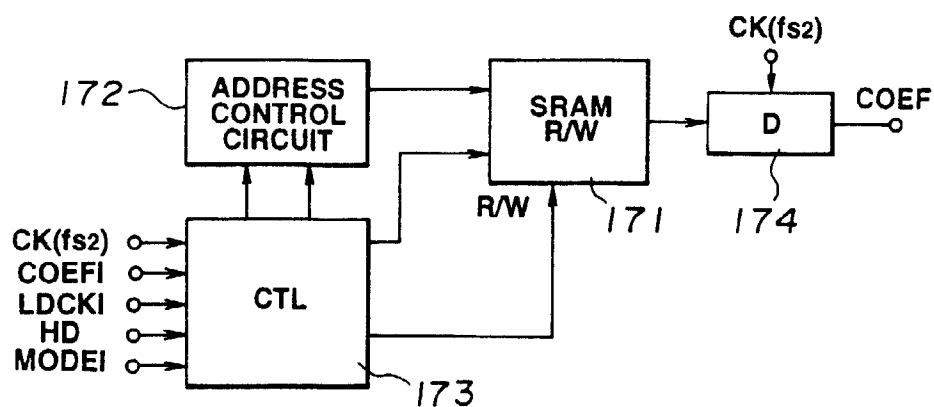 CK(fs2)
172
ADDRESS
CONTROL
CIRCUIT
SRAM
R/W
D
COEF
R/W
171
174
CK(fs2)
COEFI
LDCKI
HD
MODEI
CTL
173